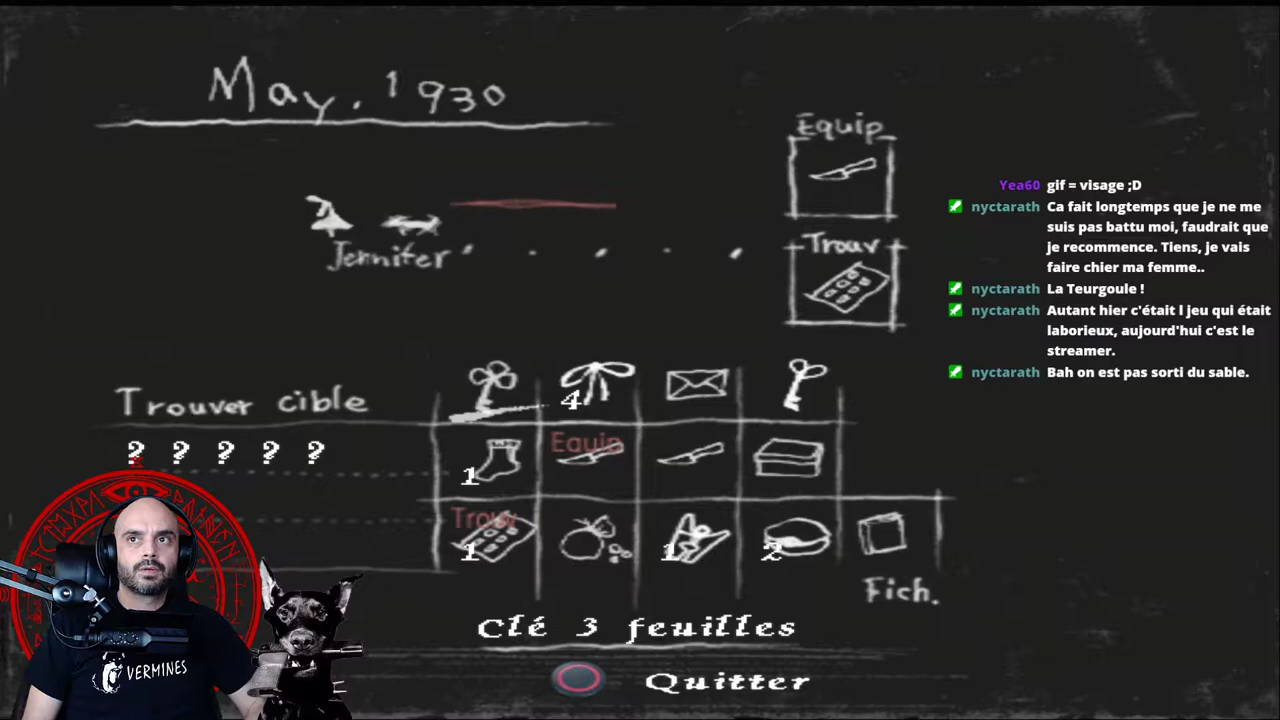 May. 1930
Equip
Jennifer
Trouv
Yea60 gif = visage ;D
nyctarath Ca fait longtemps que je ne me
suis pas battu moi, faudrait que
je recommence. Tiens, je vais
faire chier ma femme..
nyctarath La Teurgoule !
nyctarath Autant hier c'était l jeu qui était
laborieux, aujourd'hui c'est le
streamer.
nyctarath Bah on est pas sorti du sable.
Trouver cible
4
? ? ? ? ?
Equip
1
Trouv
1
1
2
Fich.
Clé 3 feuilles
Quitter
VERMINES